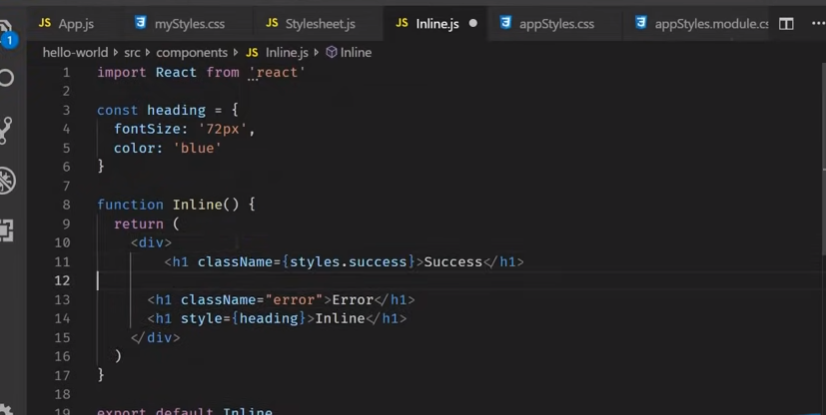 JS App.js myStyles.css JS Stylesheet.js JS Inline.js appStyles.css appStyles.module.cs
1
hello-world src components JS Inline.js Inline
1 import React from 'react'
2
3 const heading = {
4 fontSize: '72px',
5 color: 'blue'
6 }
7
8 function Inline() {
9 return (
10 <div>
11 <h1 className={styles.success}>Success</h1>
12
13 <h1 className="error">Error</h1>
14 <h1 style={heading}>Inline</h1>
15 </div>
16 )
17 }
18
19 export default Inline